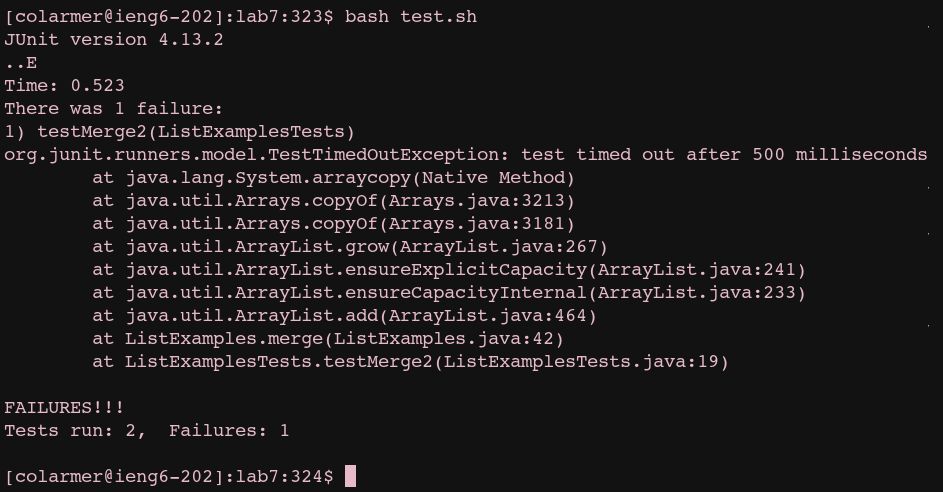 [colarmer@ieng6-202]:lab7:323$ bash test.sh
JUnit version 4.13.2
..E
Time: 0.523
There was 1 failure:
1) testMerge2(ListExamplesTests)
org.junit.runners.model.TestTimedOutException: test timed out after 500 milliseconds
        at java.lang.System.arraycopy(Native Method)
        at java.util.Arrays.copyOf(Arrays.java:3213)
        at java.util.Arrays.copyOf(Arrays.java:3181)
        at java.util.ArrayList.grow(ArrayList.java:267)
        at java.util.ArrayList.ensureExplicitCapacity(ArrayList.java:241)
        at java.util.ArrayList.ensureCapacityInternal(ArrayList.java:233)
        at java.util.ArrayList.add(ArrayList.java:464)
        at ListExamples.merge(ListExamples.java:42)
        at ListExamplesTests.testMerge2(ListExamplesTests.java:19)
FAILURES!!!
Tests run: 2,  Failures: 1
[colarmer@ieng6-202]:lab7:324$